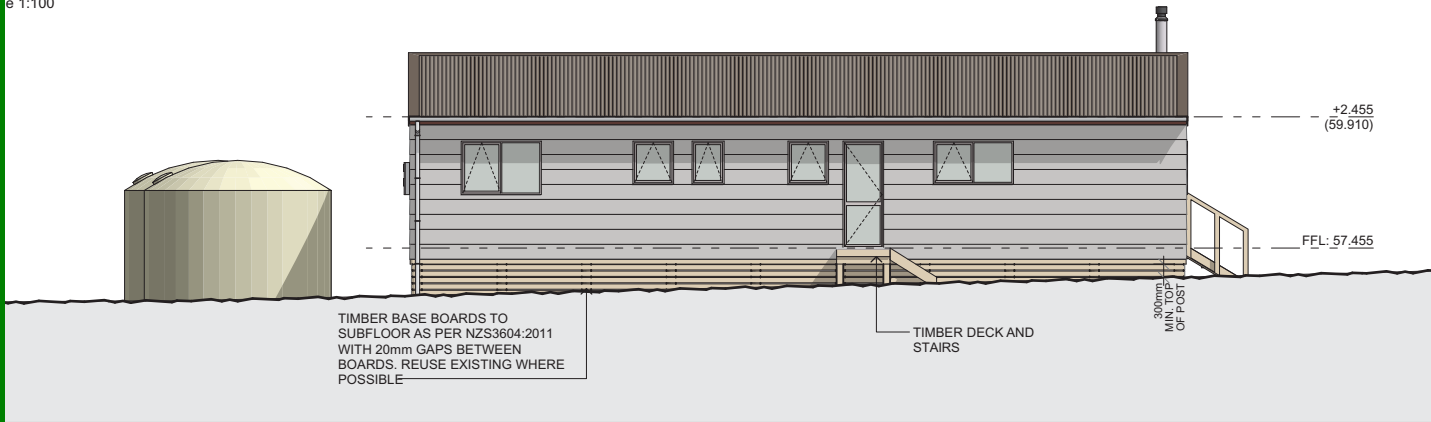 e 1:100
+2.455
(59.910)
FFL: 57.455
300mm
MIN. TOP
OF POST
TIMBER BASE BOARDS TO
SUBFLOOR AS PER NZS3604:2011
WITH 20mm GAPS BETWEEN
BOARDS. REUSE EXISTING WHERE
POSSIBLE
TIMBER DECK AND
STAIRS